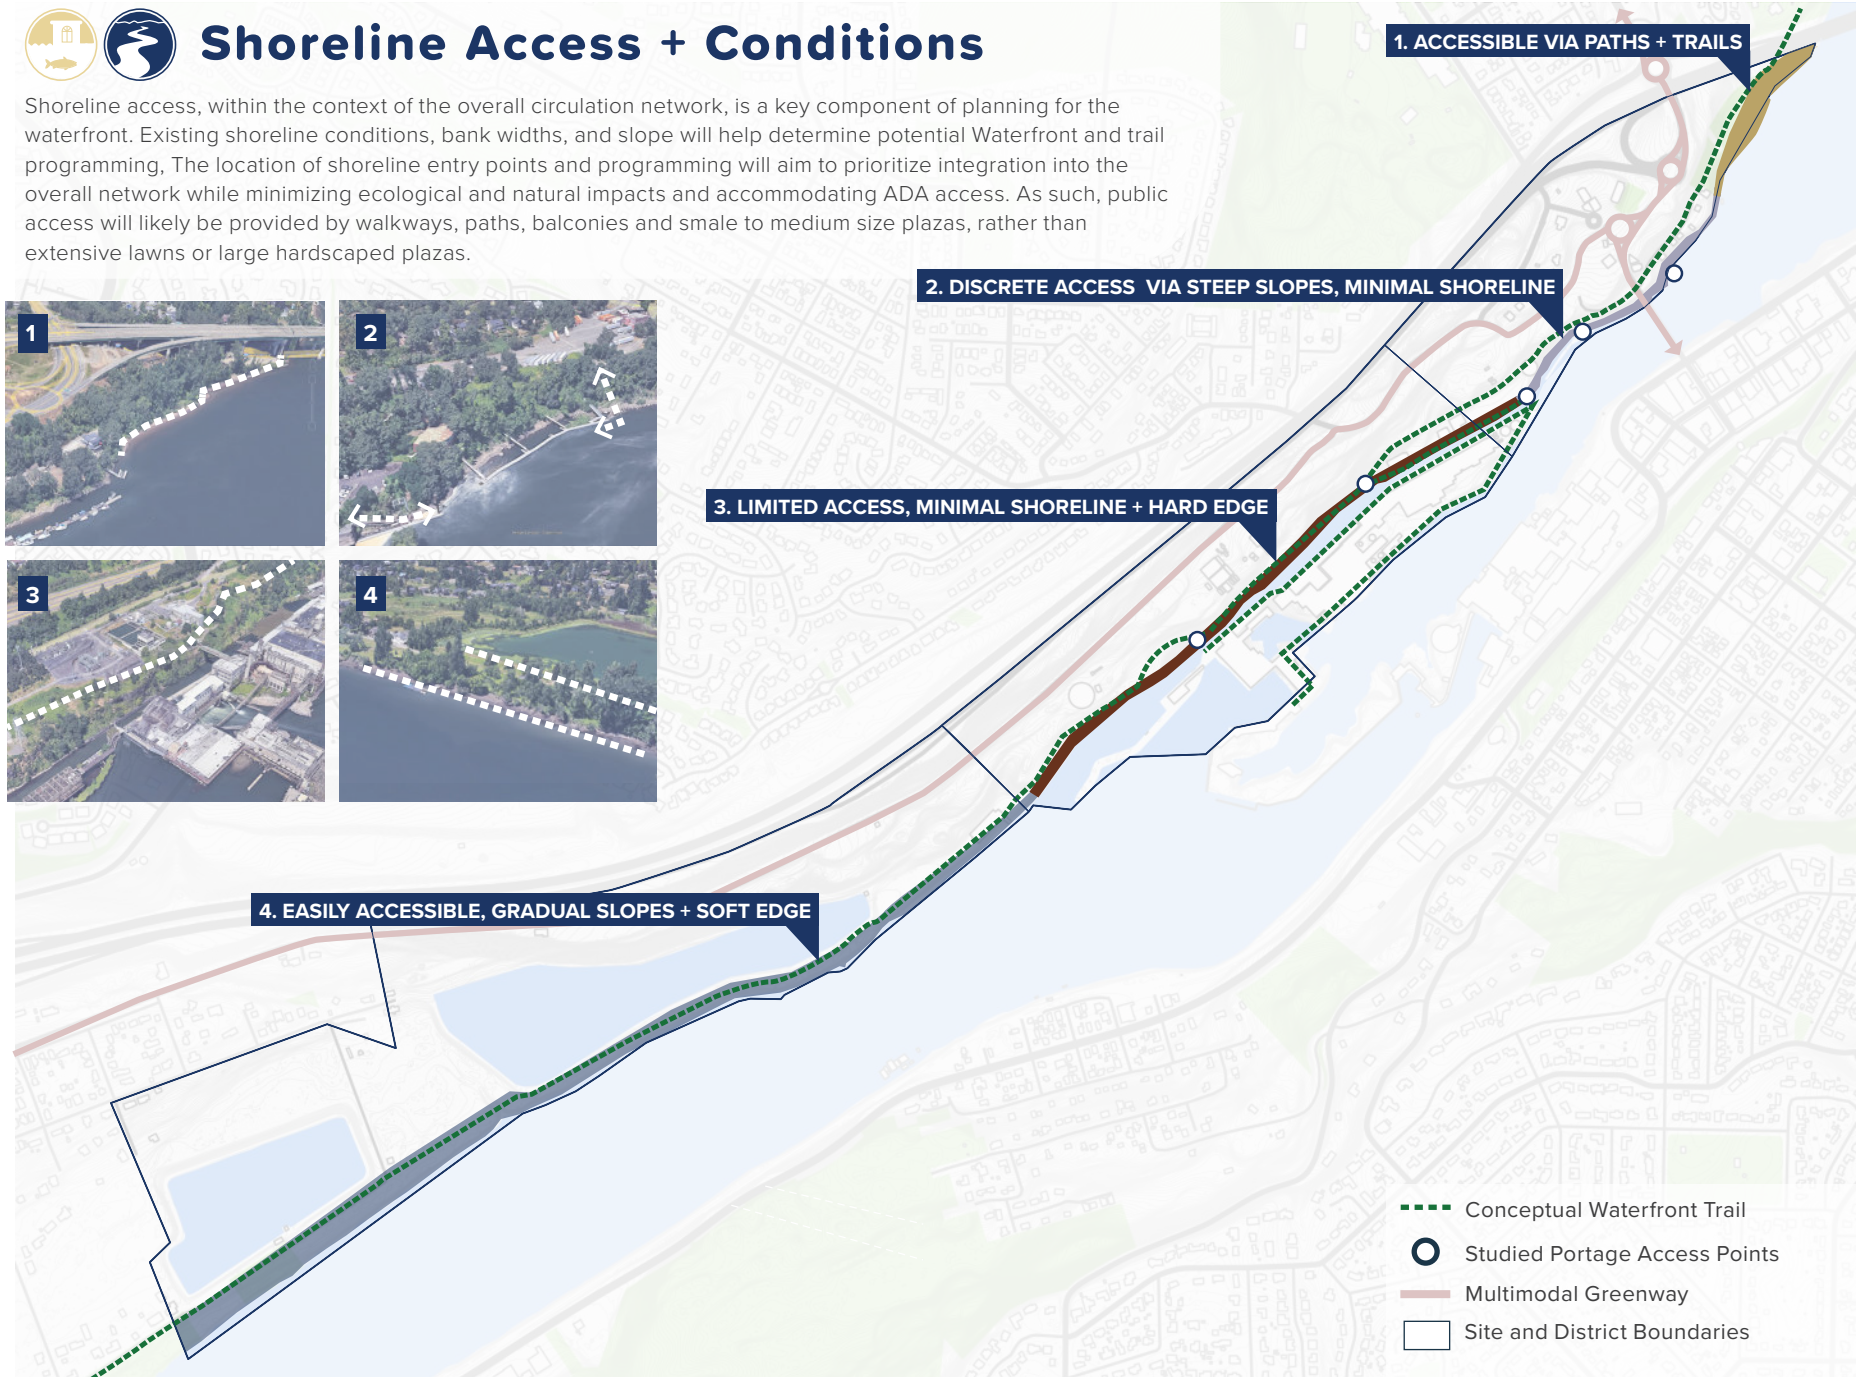 Shoreline Access + Conditions
Shoreline access, within the context of the overall circulation network, is a key component of planning for the
waterfront. Existing shoreline conditions, bank widths, and slope will help determine potential Waterfront and trail
programming, The location of shoreline entry points and programming will aim to prioritize integration into the
overall network while minimizing ecological and natural impacts and accommodating ADA access. As such, public
access will likely be provided by walkways, paths, balconies and smale to medium size plazas, rather than
extensive lawns or large hardscaped plazas.
1. ACCESSIBLE VIA PATHS + TRAILS
2. DISCRETE ACCESS VIA STEEP SLOPES, MINIMAL SHORELINE
1
2
3. LIMITED ACCESS, MINIMAL SHORELINE + HARD EDGE
3
4
4. EASILY ACCESSIBLE, GRADUAL SLOPES + SOFT EDGE
Conceptual Waterfront Trail
Studied Portage Access Points
Multimodal Greenway
Site and District Boundaries